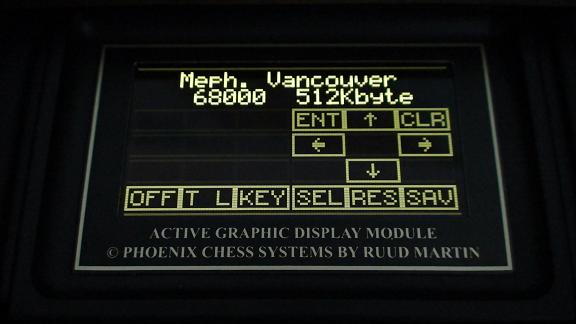 Meph. Vancouver
68000 512Kbyte
ENT ↑ CLR
← →
↓
OFF T L KEY SEL RES SAV
ACTIVE GRAPHIC DISPLAY MODULE
© PHOENIX CHESS SYSTEMS BY RUUD MARTIN